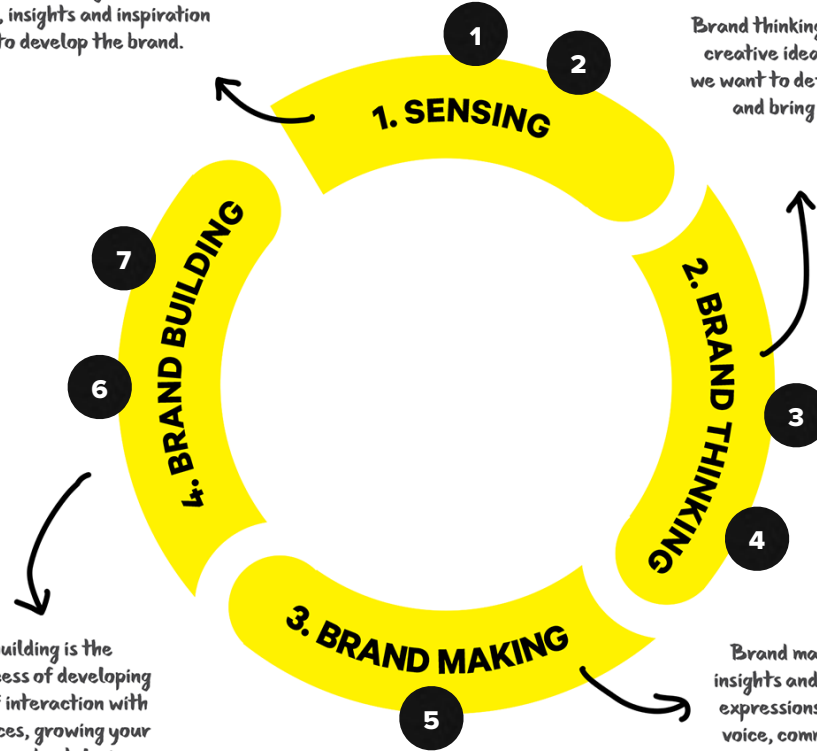 , insights and inspiration
to develop the brand.
1
2
Brand thinking
creative idea
we want to de
and bring
1. SENSING
2. BRAND THINKING
3
4
3. BRAND MAKING
5
4. BRAND BUILDING
6
7
uilding is the
ess of developing
interaction with
ces, growing your
Brand ma
insights and
expressions
voice, com